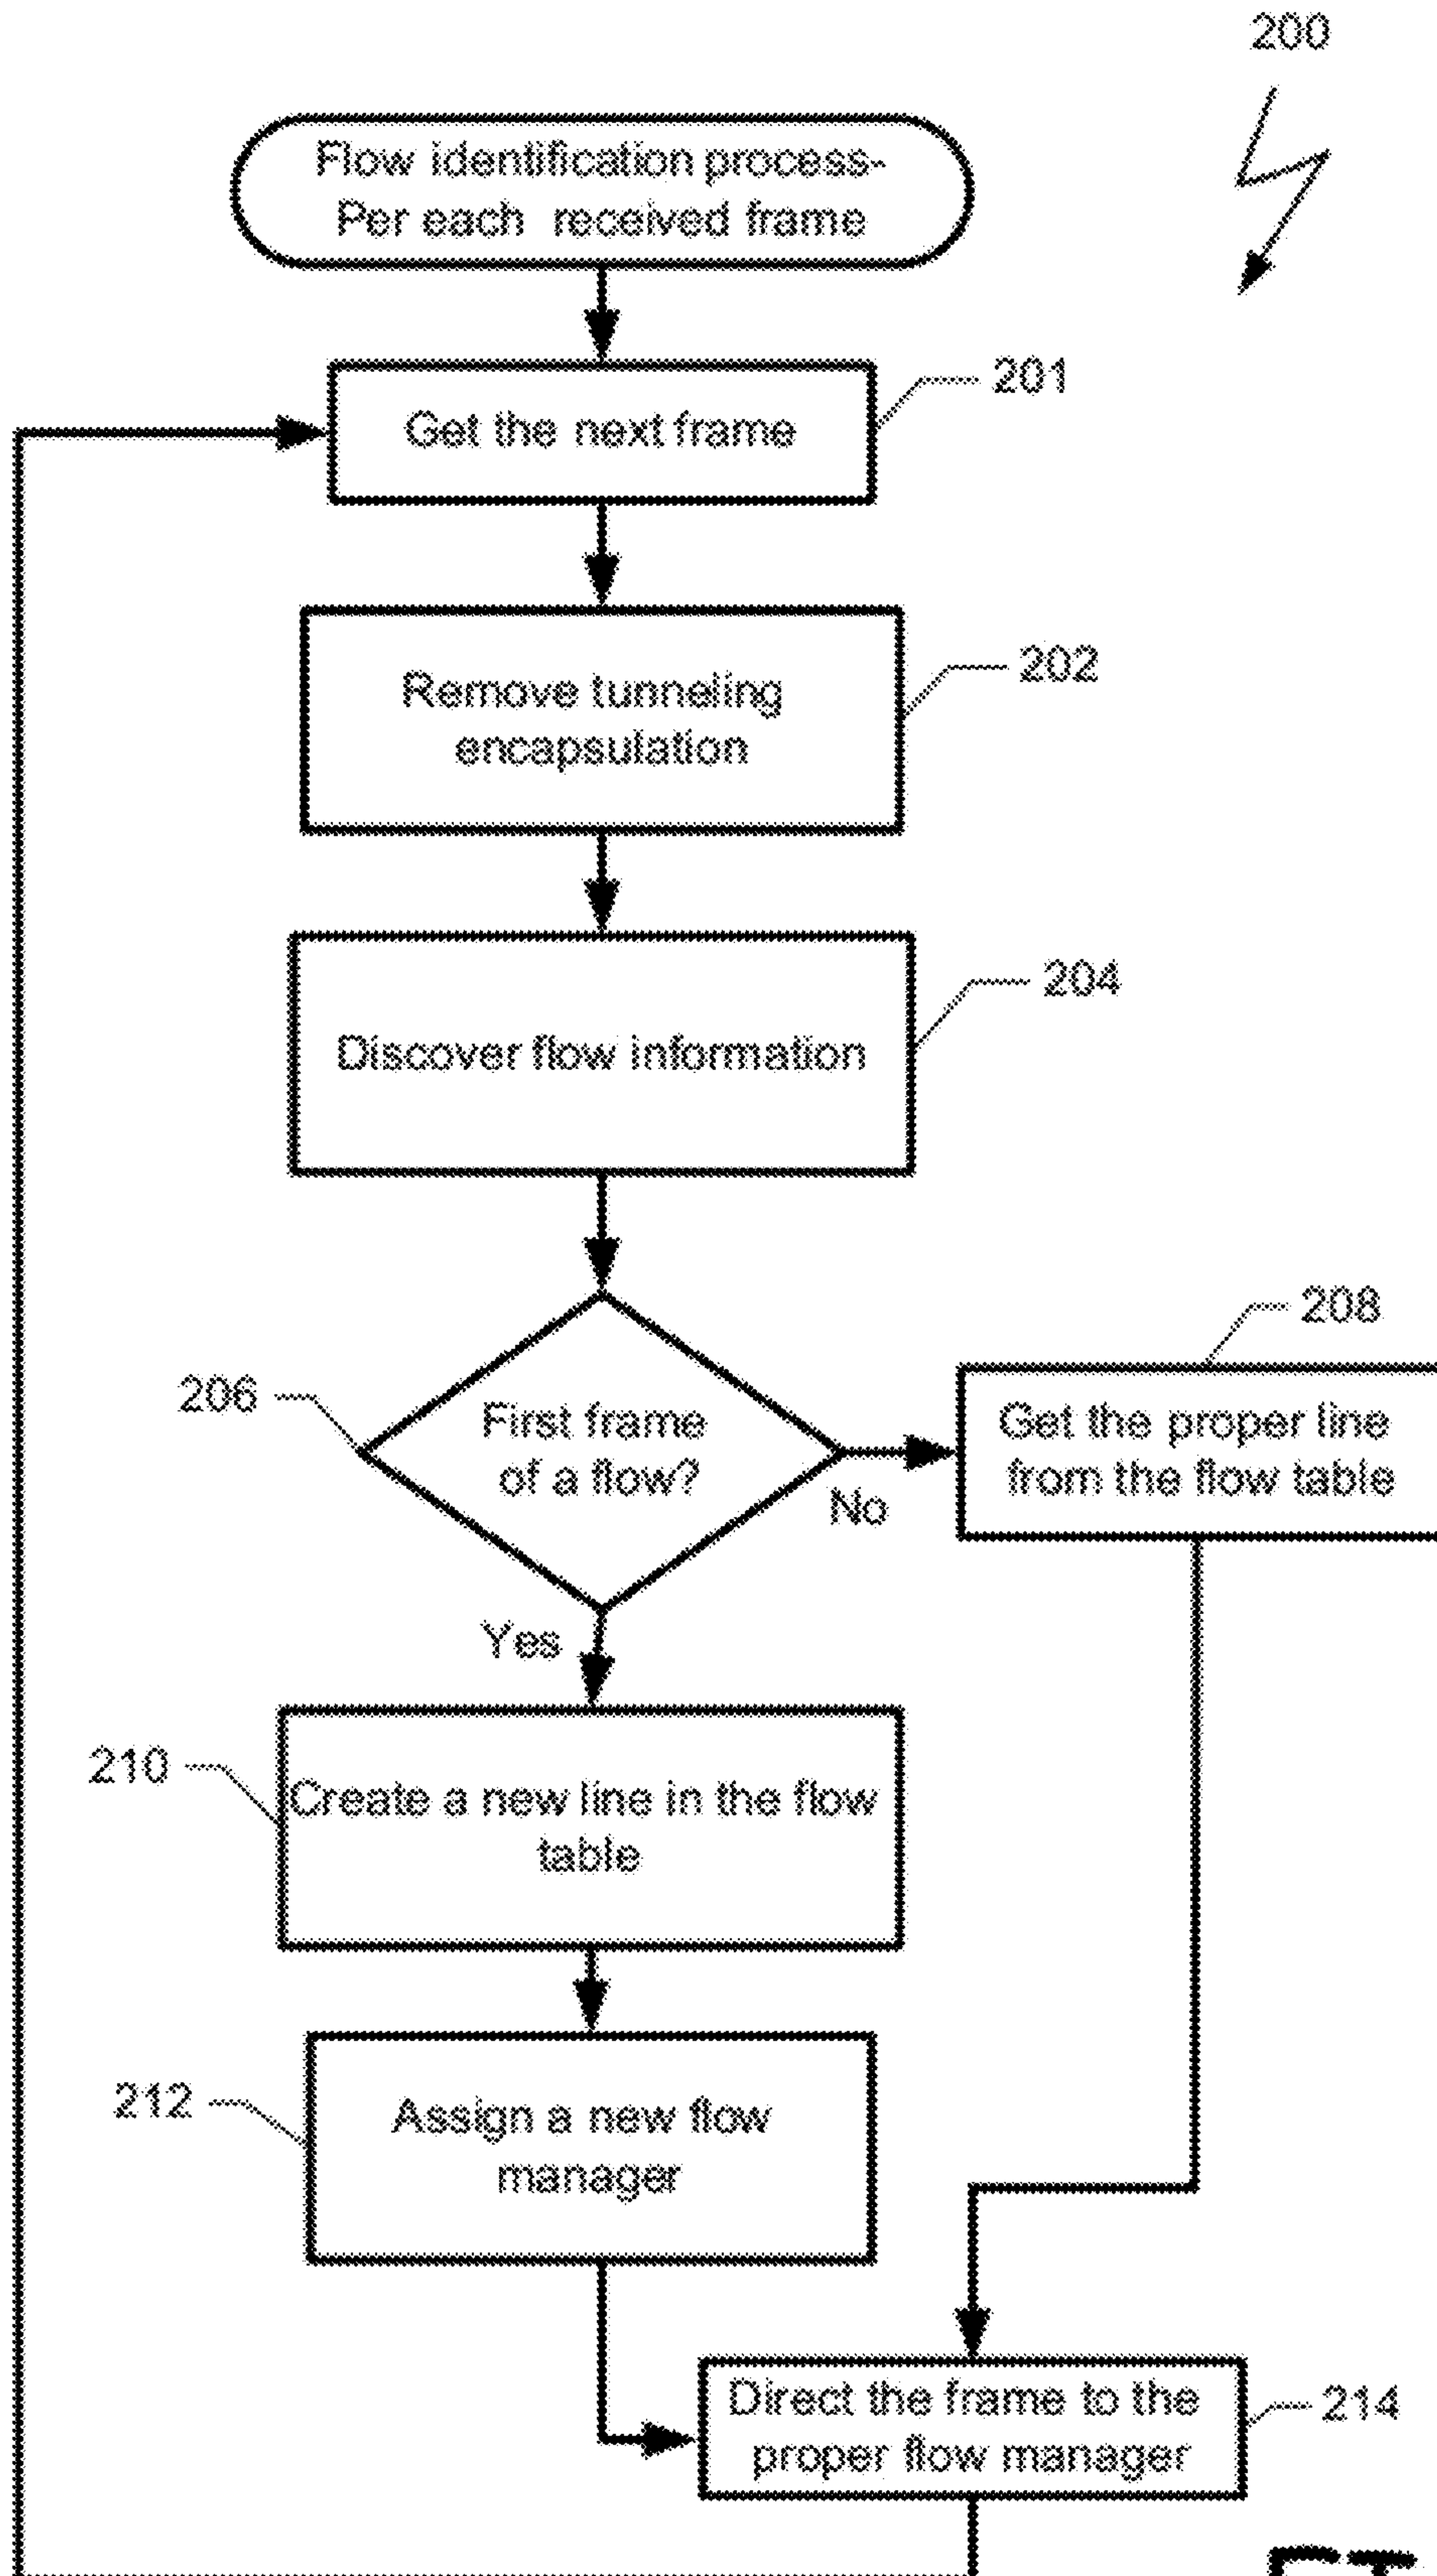 200
Flow identification process-
Per each received frame
201
Get the next frame
202
Remove tunneling
encapsulation
204
Discover flow information
206
First frame
of a flow?
No
208
Get the proper line
from the flow table
Yes
210
Create a new line in the flow
table
212
Assign a new flow
manager
Direct the frame to the
proper flow manager
214